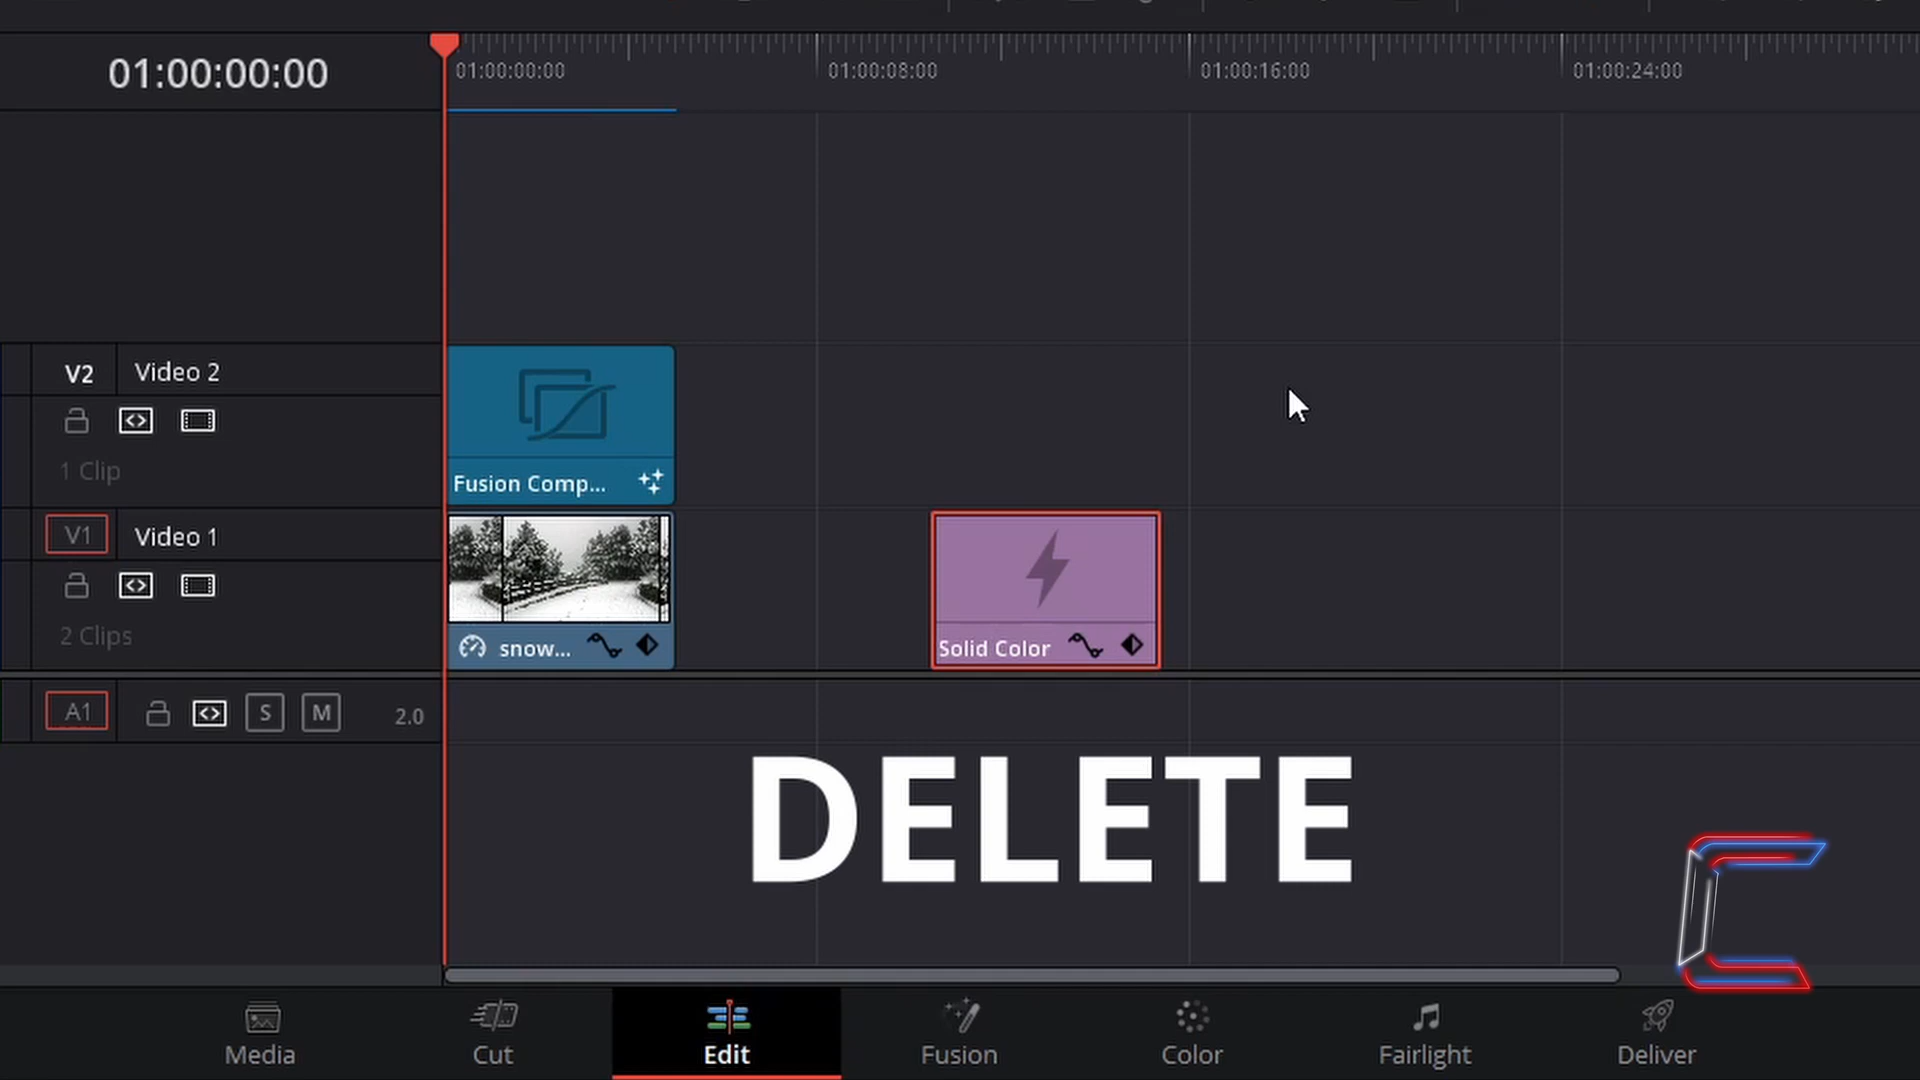 01:00:00:00
01:00:00:00 01:00:08:00 01:00:16:00 01:00:24:00
V2 Video 2
1 Clip
Fusion Comp...
V1 Video 1
2 Clips
snow...
Solid Color
A1 S M 2.0
DELETE
Media Cut Edit Fusion Color Fairlight Deliver